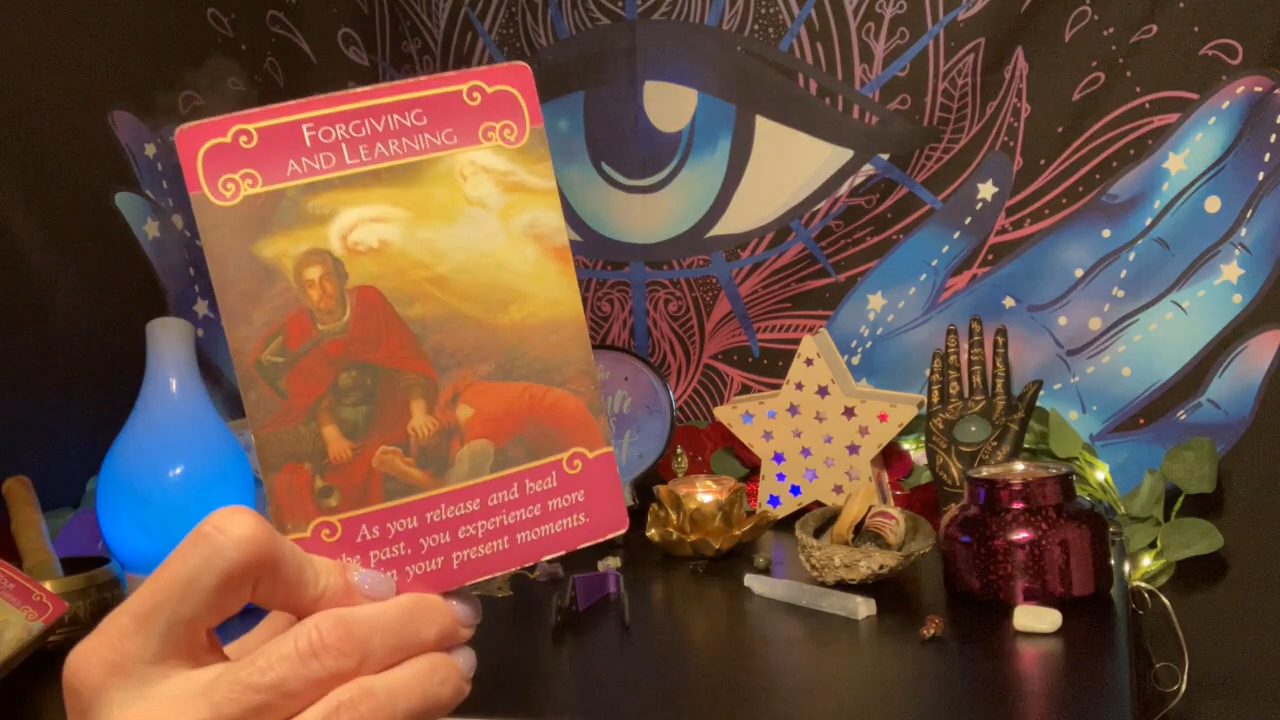 FORGIVING
AND LEARNING
As you release and heal
the past, you experience more
in your present moments.